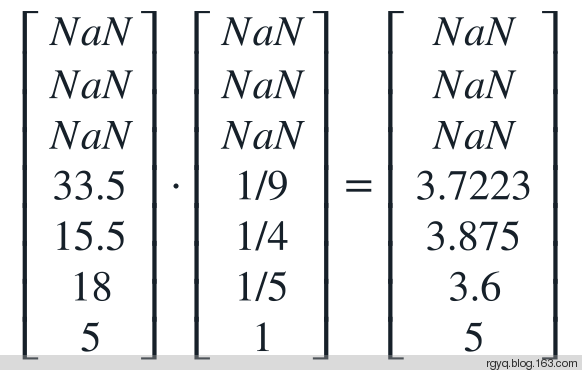 NaN NaN NaN
NaN NaN NaN
NaN NaN NaN
33.5 · 1/9 = 3.7223
15.5 1/4 3.875
18 1/5 3.6
5 1 5
rgyq.blog.163.com